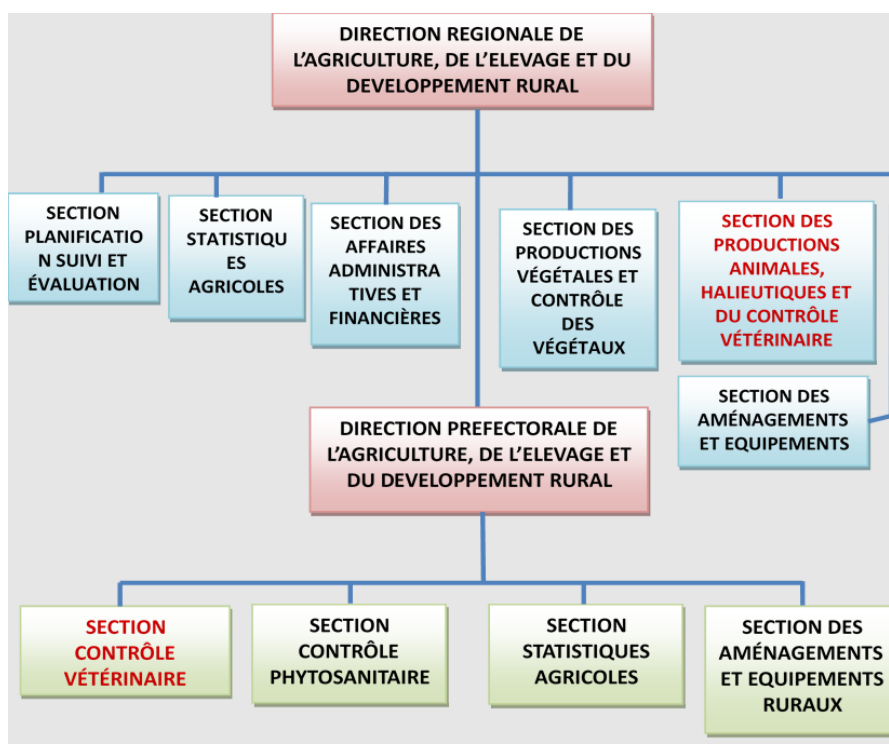 DIRECTION REGIONALE DE
L'AGRICULTURE, DE L'ELEVAGE ET DU
DEVELOPPEMENT RURAL
SECTION
PLANIFICATIO
N SUIVI ET
ÉVALUATION
SECTION
STATISTIQU
ES
AGRICOLES
SECTION DES
AFFAIRES
ADMINISTRA
TIVES ET
FINANCIÈRES
SECTION DES
PRODUCTIONS
VÉGÉTALES ET
CONTRÔLE
DES
VÉGÉTAUX
SECTION DES
PRODUCTIONS
ANIMALES,
HALIEUTIQUES ET
DU CONTRÔLE
VÉTÉRINAIRE
SECTION DES
AMÉNAGEMENTS
ET EQUIPEMENTS
DIRECTION PREFECTORALE DE
L'AGRICULTURE, DE L'ELEVAGE ET
DU DEVELOPPEMENT RURAL
SECTION
CONTRÔLE
VÉTÉRINAIRE
SECTION
CONTRÔLE
PHYTOSANITAIRE
SECTION
STATISTIQUES
AGRICOLES
SECTION DES
AMÉNAGEMENTS
ET EQUIPEMENTS
RURAUX